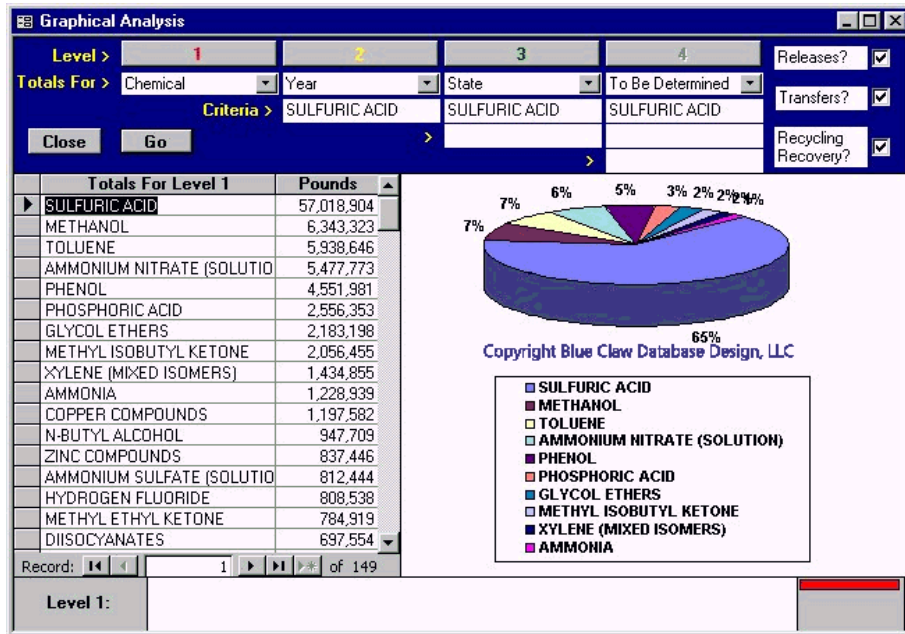 Graphical Analysis
Level > 1 2 3 4 Releases?
Totals For > Chemical Year State To Be Determined Transfers?
Criteria > SULFURIC ACID SULFURIC ACID SULFURIC ACID
Close Go > Recycling Recovery?
>
Totals For Level 1 Pounds
SULFURIC ACID 57,018,904
METHANOL 6,343,323
TOLUENE 5,938,646
AMMONIUM NITRATE (SOLUTIO 5,477,773
PHENOL 4,551,981
PHOSPHORIC ACID 2,556,353
GLYCOL ETHERS 2,183,198
METHYL ISOBUTYL KETONE 2,056,455
XYLENE (MIXED ISOMERS) 1,434,855
AMMONIA 1,228,939
COPPER COMPOUNDS 1,197,582
N-BUTYL ALCOHOL 947,709
ZINC COMPOUNDS 837,446
AMMONIUM SULFATE (SOLUTIO 812,444
HYDROGEN FLUORIDE 808,538
METHYL ETHYL KETONE 784,919
DIISOCYANATES 697,554
Record: 1 of 149
7% 7% 6% 5% 3% 2% 2%
65%
Copyright Blue Claw Database Design, LLC
SULFURIC ACID
METHANOL
TOLUENE
AMMONIUM NITRATE (SOLUTION)
PHENOL
PHOSPHORIC ACID
GLYCOL ETHERS
METHYL ISOBUTYL KETONE
XYLENE (MIXED ISOMERS)
AMMONIA
Level 1: